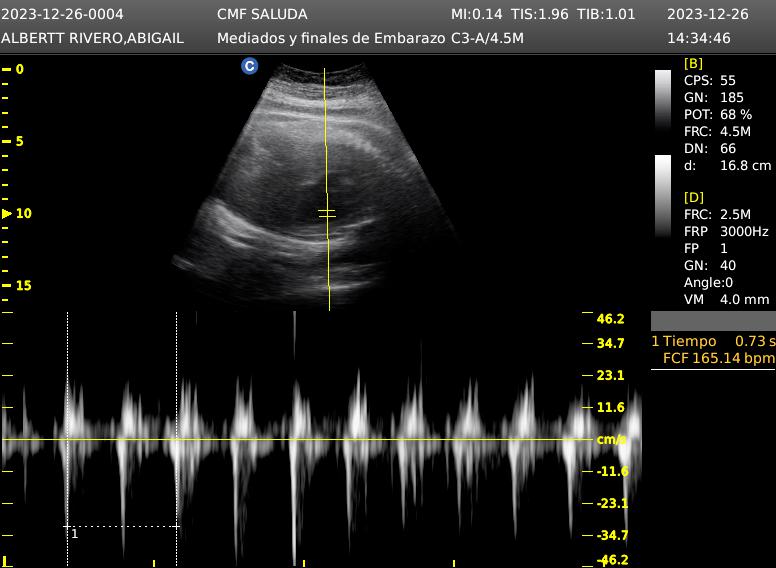 2023-12-26-0004 CMF SALUDA MI:0.14 TIS:1.96 TIB:1.01 2023-12-26
ALBERTT RIVERO,ABIGAIL Mediados y finales de Embarazo C3-A/4.5M 14:34:46
C
0
5
10
15
[B]
CPS: 55
GN: 185
POT: 68 %
FRC: 4.5M
DN: 66
d: 16.8 cm
[D]
FRC: 2.5M
FRP 3000Hz
FP 1
GN: 40
Angle:0
VM 4.0 mm
1 Tiempo 0.73 s
FCF 165.14 bpm
46.2
34.7
23.1
11.6
cm/s
-11.6
-23.1
-34.7
-46.2
1